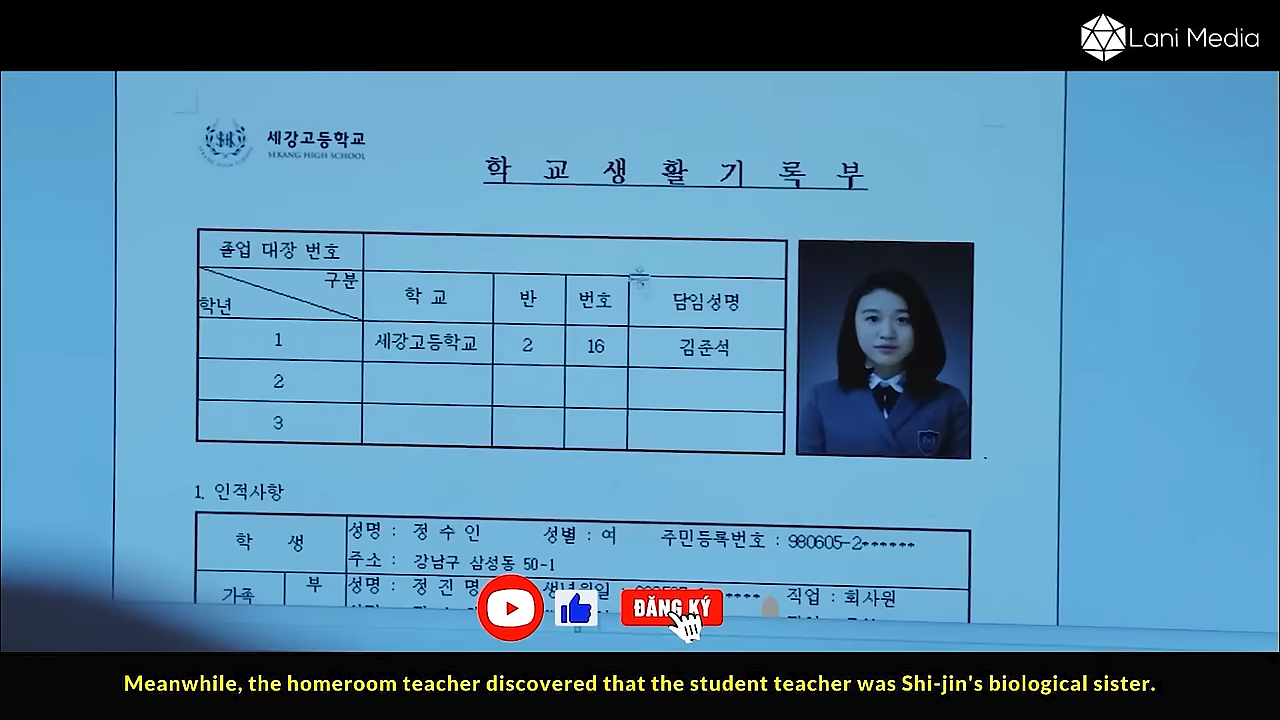 Lani Media
세강고등학교
SEKANG HIGH SCHOOL
학 교 생 활 기 록 부
졸업 대장 번호
구분
학년
학 교 반 번호 담임성명
1 세강고등학교 2 16 김준석
2
3
1. 인적사항
학 생
성명 : 정 수 인 성별 : 여 주민등록번호 : 980605-2******
주소 : 강남구 삼성동 50-1
가족 부 성명 : 정 진 명 직업 : 회사원
ĐĂNG KÝ
Meanwhile, the homeroom teacher discovered that the student teacher was Shi-jin's biological sister.